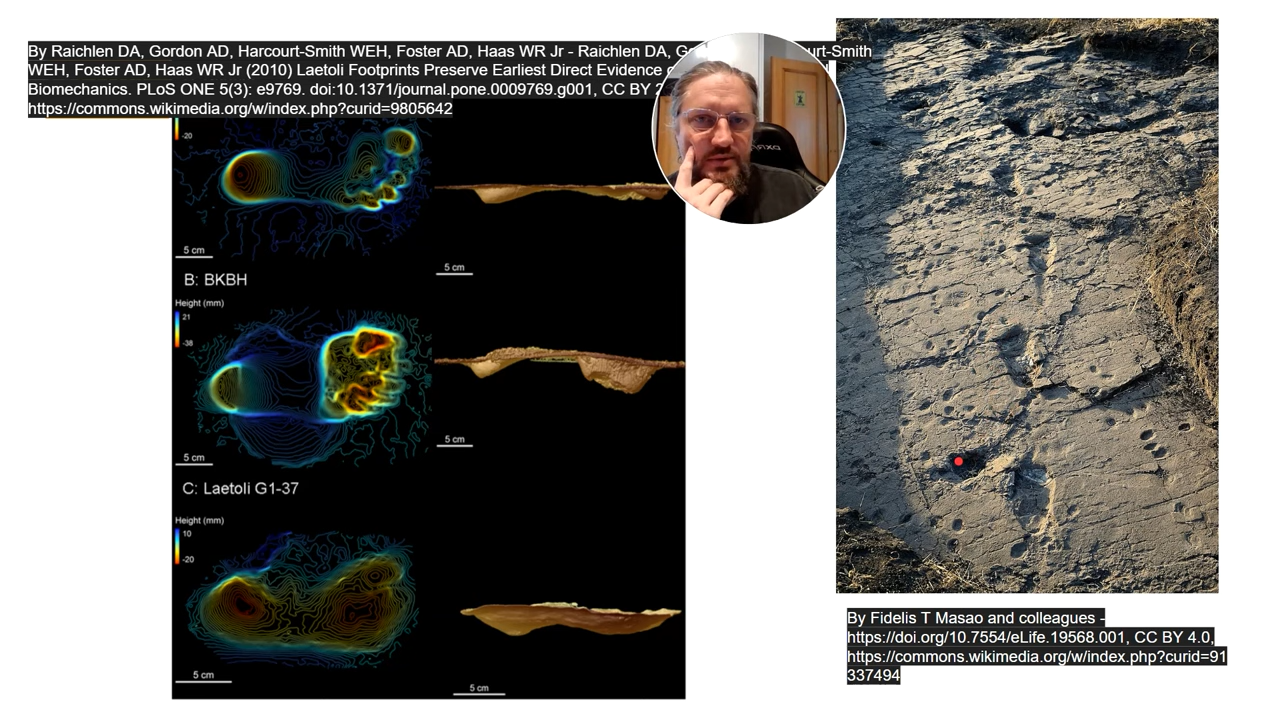 By Raichlen DA, Gordon AD, Harcourt-Smith WEH, Foster AD, Haas WR Jr - Raichlen DA, urt-Smith
WEH, Foster AD, Haas WR Jr (2010) Laetoli Footprints Preserve Earliest Direct Evidence
Biomechanics. PLoS ONE 5(3): e9769. doi:10.1371/journal.pone.0009769.g001, CC BY
https://commons.wikimedia.org/w/index.php?curid=9805642
-20
5 cm
5 cm
B: BKBH
Height (mm)
21
-38
5 cm
5 cm
C: Laetoli G1-37
Height (mm)
10
-20
5 cm
5 cm
By Fidelis T Masao and colleagues -
https://doi.org/10.7554/eLife.19568.001, CC BY 4.0,
https://commons.wikimedia.org/w/index.php?curid=91
337494